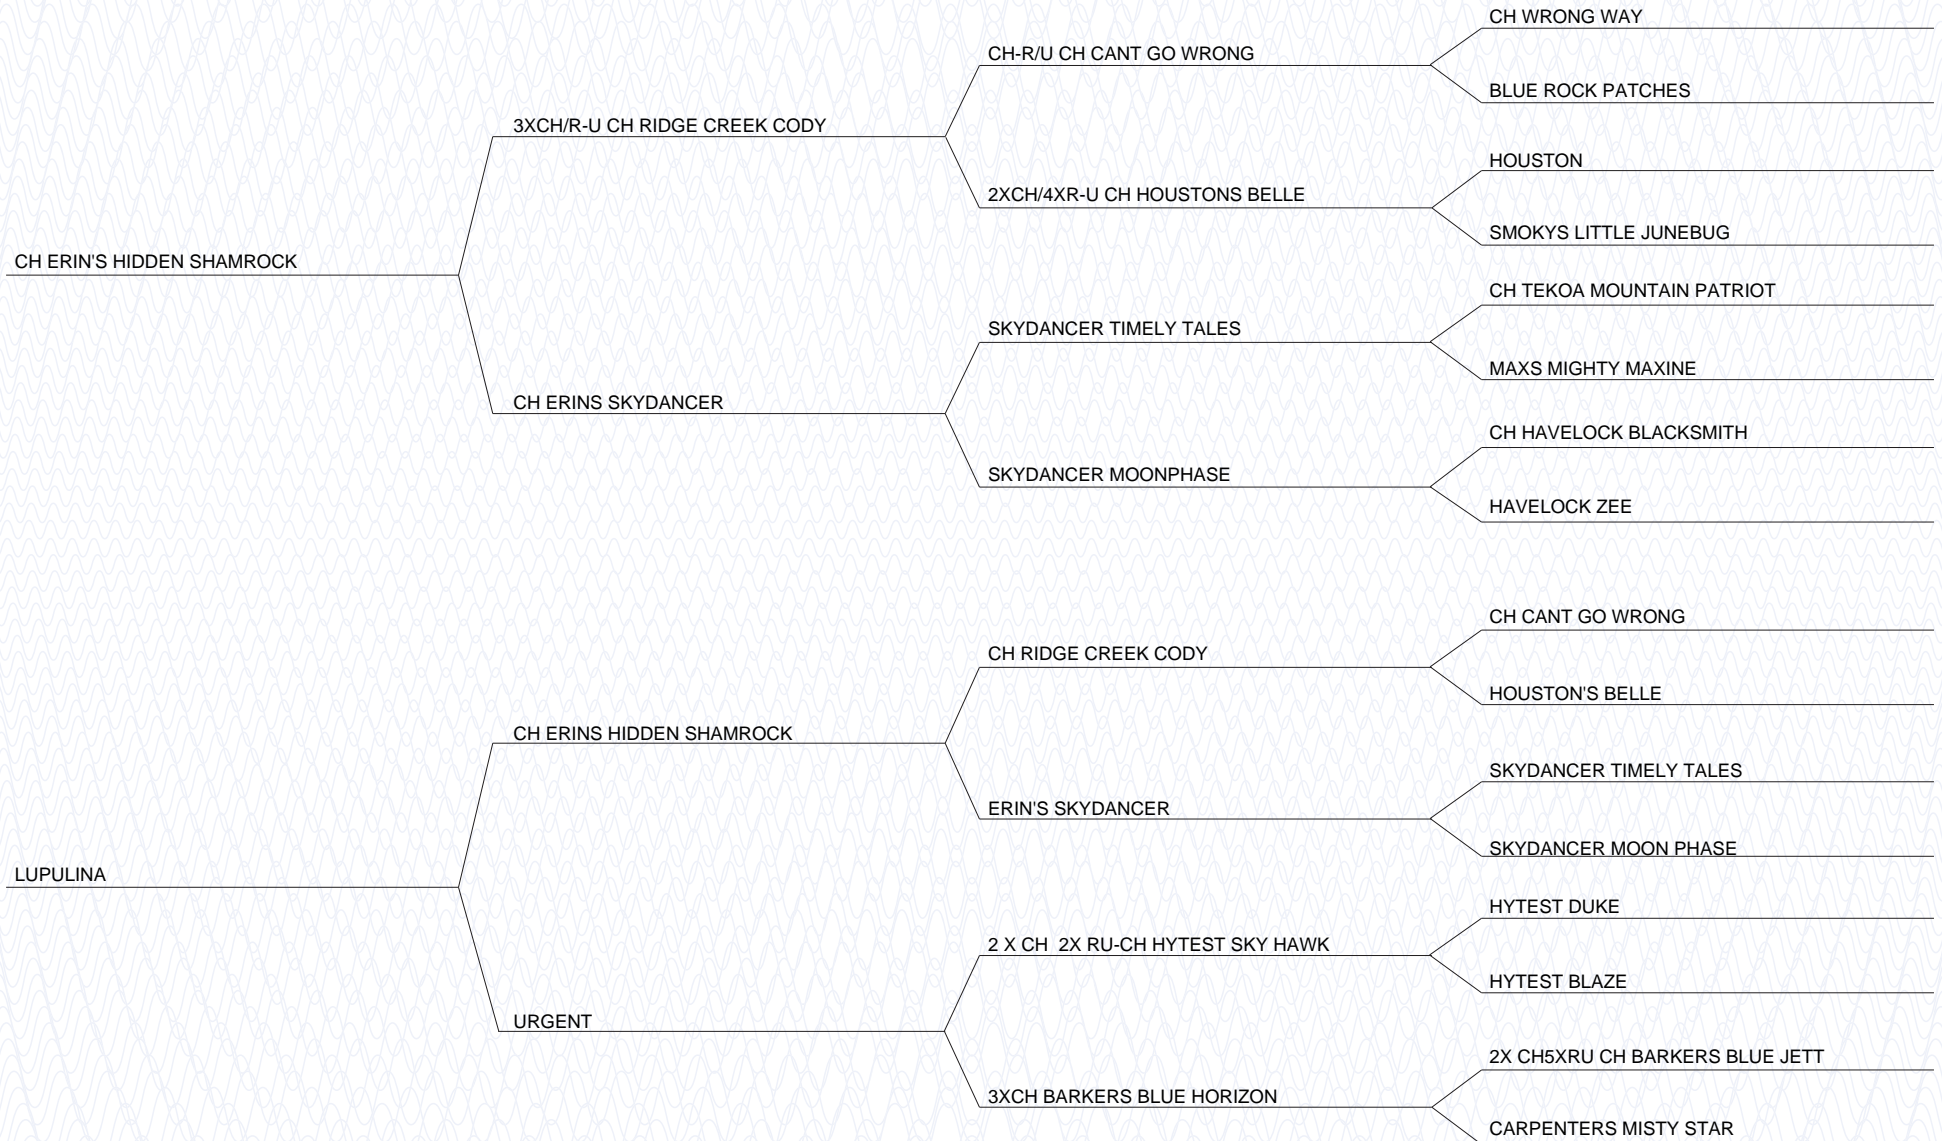 CH WRONG WAY
CH-R/U CH CANT GO WRONG
BLUE ROCK PATCHES
3XCH/R-U CH RIDGE CREEK CODY
HOUSTON
2XCH/4XR-U CH HOUSTONS BELLE
SMOKYS LITTLE JUNEBUG
CH ERIN'S HIDDEN SHAMROCK
CH TEKOA MOUNTAIN PATRIOT
SKYDANCER TIMELY TALES
MAXS MIGHTY MAXINE
CH ERINS SKYDANCER
CH HAVELOCK BLACKSMITH
SKYDANCER MOONPHASE
HAVELOCK ZEE
CH CANT GO WRONG
CH RIDGE CREEK CODY
HOUSTON'S BELLE
CH ERINS HIDDEN SHAMROCK
SKYDANCER TIMELY TALES
ERIN'S SKYDANCER
SKYDANCER MOON PHASE
LUPULINA
HYTEST DUKE
2 X CH  2X RU-CH HYTEST SKY HAWK
HYTEST BLAZE
URGENT
2X CH5XRU CH BARKERS BLUE JETT
3XCH BARKERS BLUE HORIZON
CARPENTERS MISTY STAR